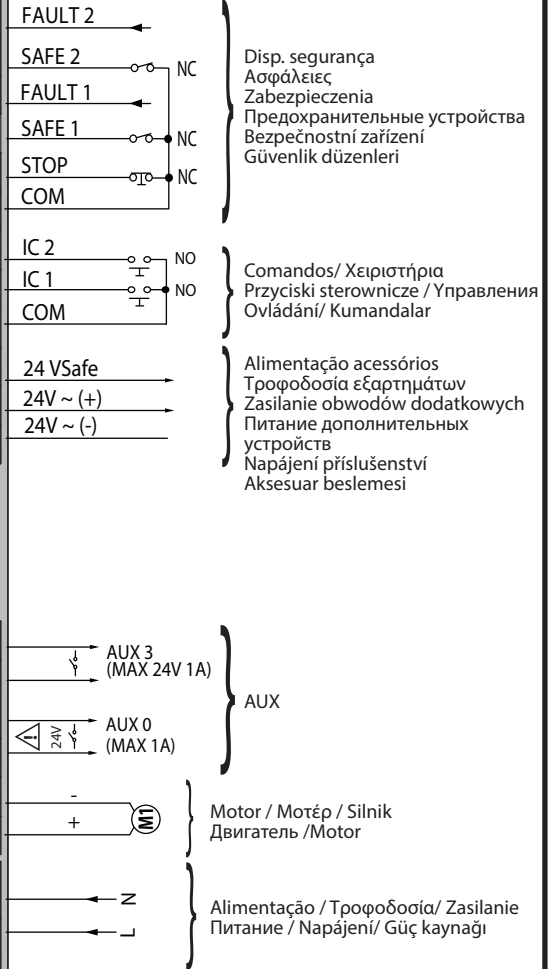 FAULT 2
SAFE 2
NC
FAULT 1
SAFE 1
NC
STOP
NC
COM
Disp. segurança
Ασφάλειες
Zabezpieczenia
Предохранительные устройства
Bezpečnostní zařízení
Güvenlik düzenleri
IC 2
NO
IC 1
NO
COM
Comandos/ Χειριστήρια
Przyciski sterownicze / Управления
Ovládání/ Kumandalar
24 VSafe
24V ~ (+)
24V ~ (-)
Alimentação acessórios
Τροφοδοσία εξαρτημάτων
Zasilanie obwodów dodatkowych
Питание дополнительных
устройств
Napájení příslušenství
Aksesuar beslemesi
AUX 3
(MAX 24V 1A)
24V
AUX 0
(MAX 1A)
AUX
-
+
M1
Motor / Μοτέρ / Silnik
Двигатель /Motor
N
L
Alimentação / Τροφοδοσία/ Zasilanie
Питание / Napájení/ Güç kaynağı